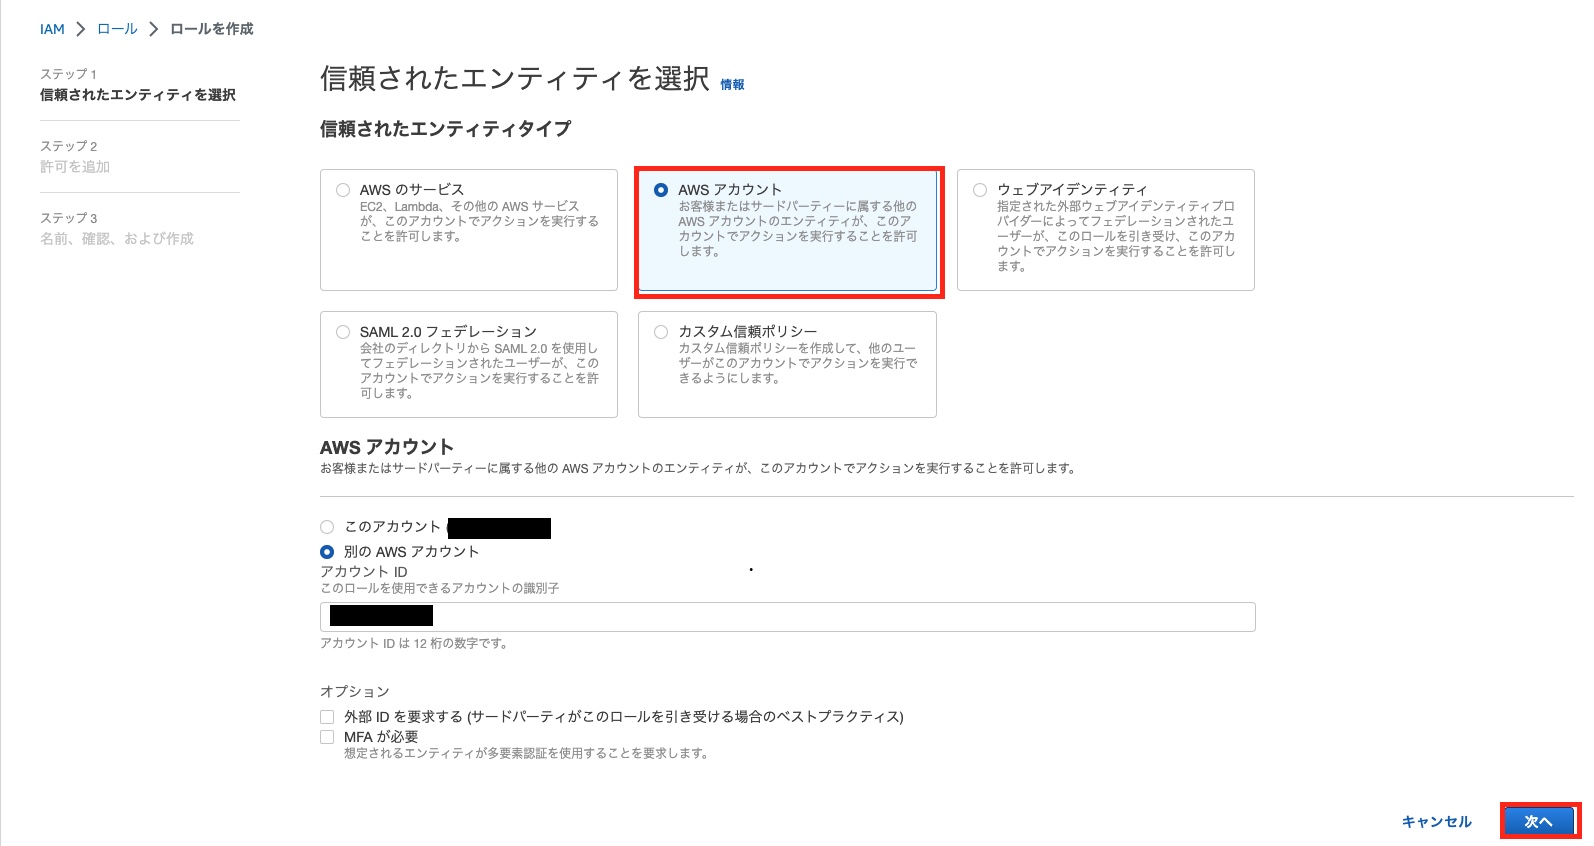 IAM > ロール > ロールを作成
ステップ 1
信頼されたエンティティを選択
ステップ 2
許可を追加
ステップ 3
名前、確認、および作成
信頼されたエンティティを選択 情報
信頼されたエンティティタイプ
AWS のサービス
EC2、Lambda、その他の AWS サービス
が、このアカウントでアクションを実行する
ことを許可します。
AWS アカウント
お客様またはサードパーティーに属する他の
AWS アカウントのエンティティが、このア
カウントでアクションを実行することを許可
します。
ウェブアイデンティティ
指定された外部ウェブアイデンティティプロ
バイダーによってフェデレーションされたユ
ーザーが、このロールを引き受け、このアカ
ウントでアクションを実行することを許可し
ます。
SAML 2.0 フェデレーション
会社のディレクトリから SAML 2.0 を使用し
てフェデレーションされたユーザーが、この
アカウントでアクションを実行することを許
可します。
カスタム信頼ポリシー
カスタム信頼ポリシーを作成して、他のユー
ザーがこのアカウントでアクションを実行で
きるようにします。
AWS アカウント
お客様またはサードパーティーに属する他の AWS アカウントのエンティティが、このアカウントでアクションを実行することを許可します。
このアカウント (
別の AWS アカウント
アカウント ID
このロールを使用できるアカウントの識別子
アカウント ID は 12 桁の数字です。
オプション
外部 ID を要求する (サードパーティがこのロールを引き受ける場合のベストプラクティス)
MFA が必要
想定されるエンティティが多要素認証を使用することを要求します。
キャンセル
次へ